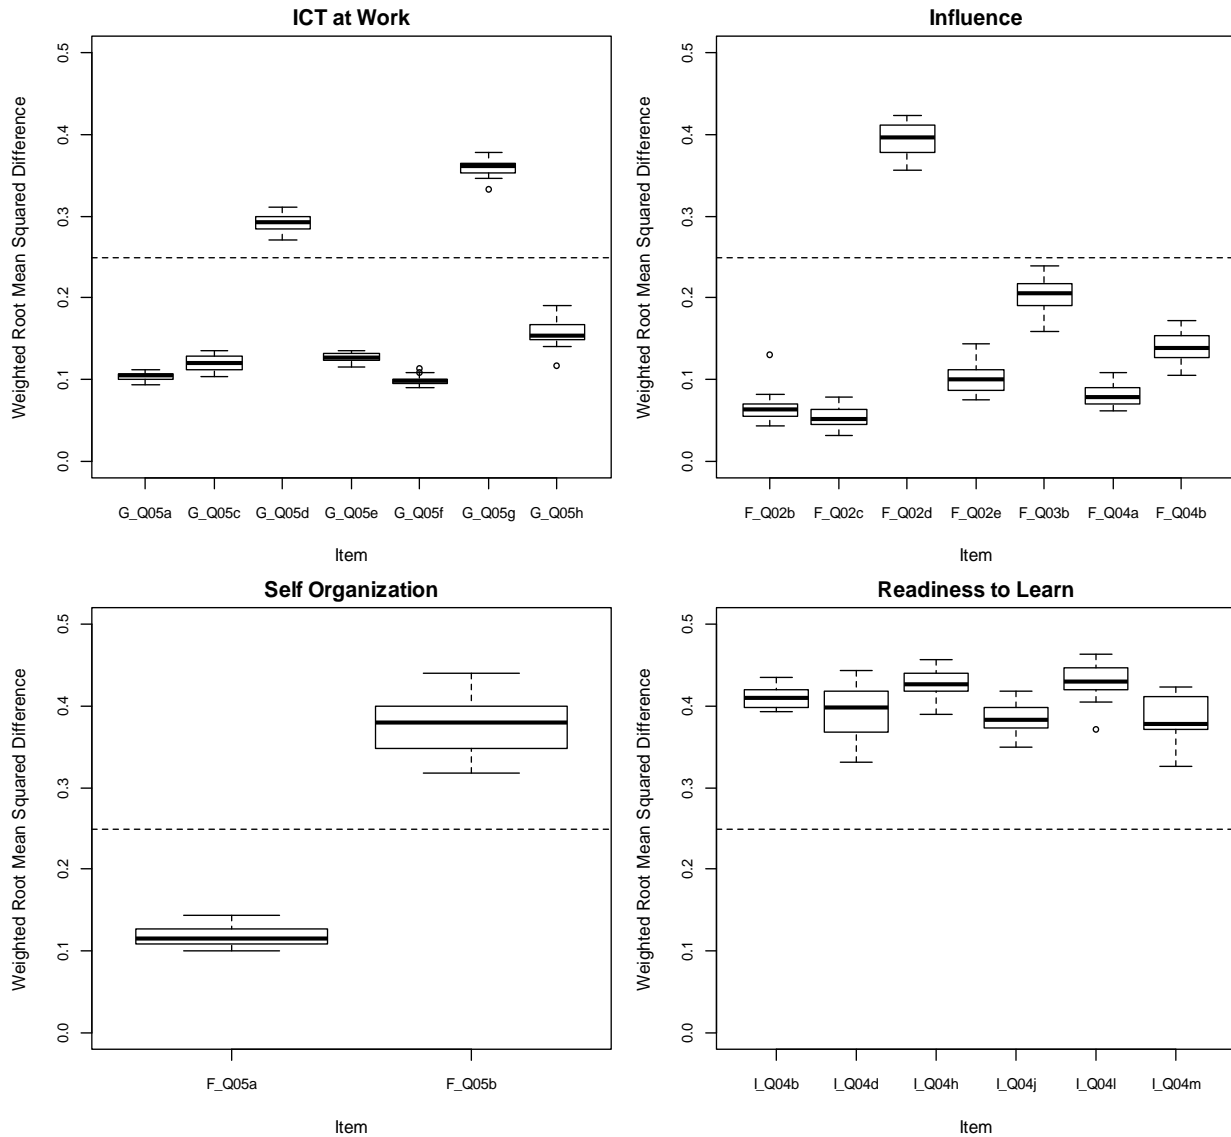 ICT at Work
Weighted Root Mean Squared Difference
0.5
0.4
0.3
0.2
0.1
0.0
G_Q05a G_Q05c G_Q05d G_Q05e G_Q05f G_Q05g G_Q05h
Item
Influence
Weighted Root Mean Squared Difference
0.5
0.4
0.3
0.2
0.1
0.0
F_Q02b F_Q02c F_Q02d F_Q02e F_Q03b F_Q04a F_Q04b
Item
Self Organization
Weighted Root Mean Squared Difference
0.5
0.4
0.3
0.2
0.1
0.0
F_Q05a F_Q05b
Item
Readiness to Learn
Weighted Root Mean Squared Difference
0.5
0.4
0.3
0.2
0.1
0.0
I_Q04b I_Q04d I_Q04h I_Q04j I_Q04l I_Q04m
Item